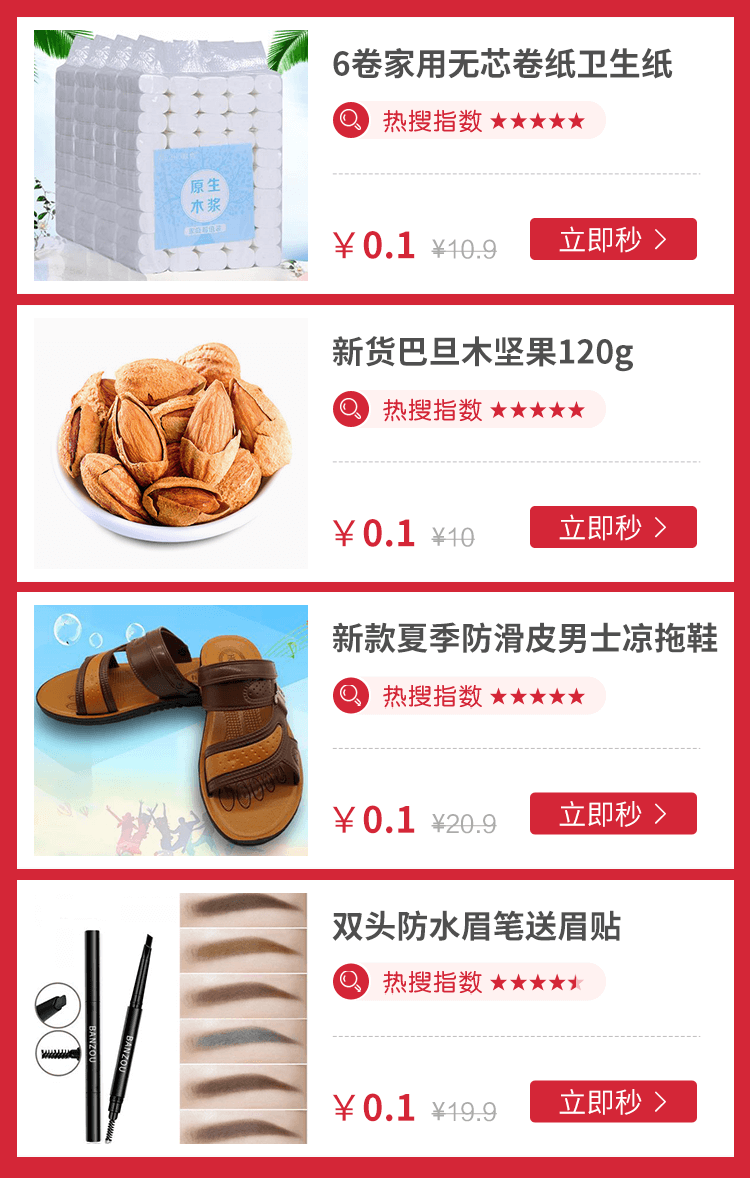 6卷家用无芯卷纸卫生纸
原生
木浆
热搜指数 ★★★★★
￥0.1 ¥10.9 立即秒
新货巴旦木坚果120g
热搜指数 ★★★★★
￥0.1 ¥10 立即秒
新款夏季防滑皮男士凉拖鞋
热搜指数 ★★★★★
￥0.1 ¥20.9 立即秒
双头防水眉笔送眉贴
热搜指数
BANZOU
BANZOU
￥0.1 ¥19.9 立即秒